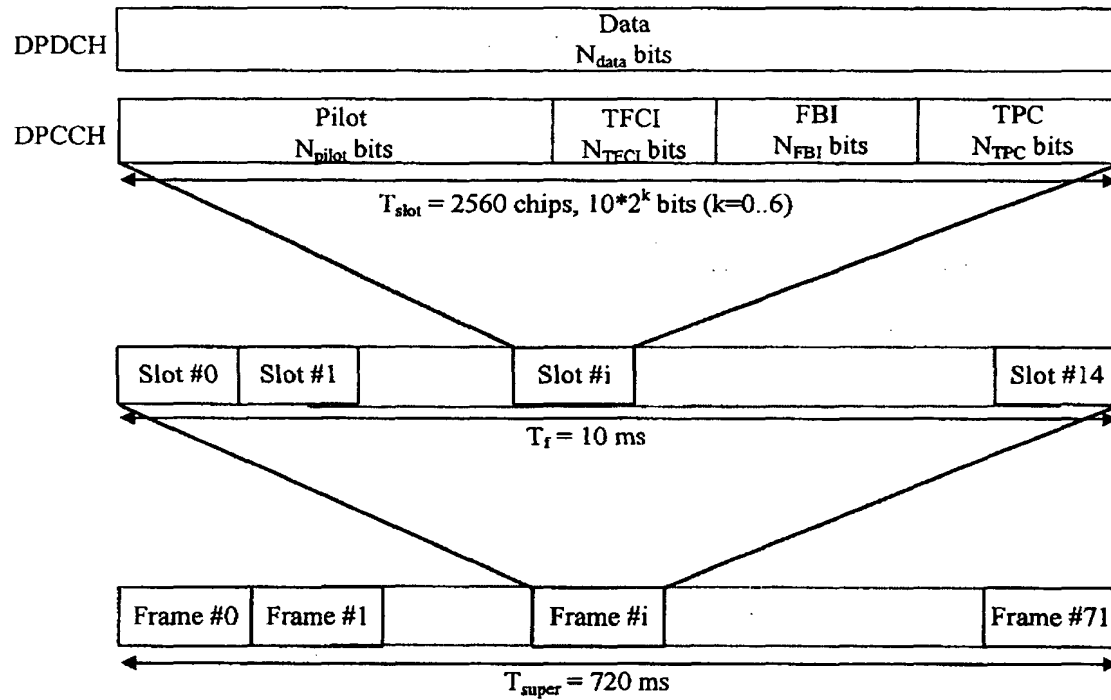 Data
DPDCH
N_data bits
Pilot TFCI FBI TPC
DPCCH
N_pilot bits N_TFCI bits N_FBI bits N_TPC bits
T_slot = 2560 chips, 10*2^k bits (k=0..6)
Slot #0 Slot #1 Slot #i Slot #14
T_f = 10 ms
Frame #0 Frame #1 Frame #i Frame #71
T_super = 720 ms